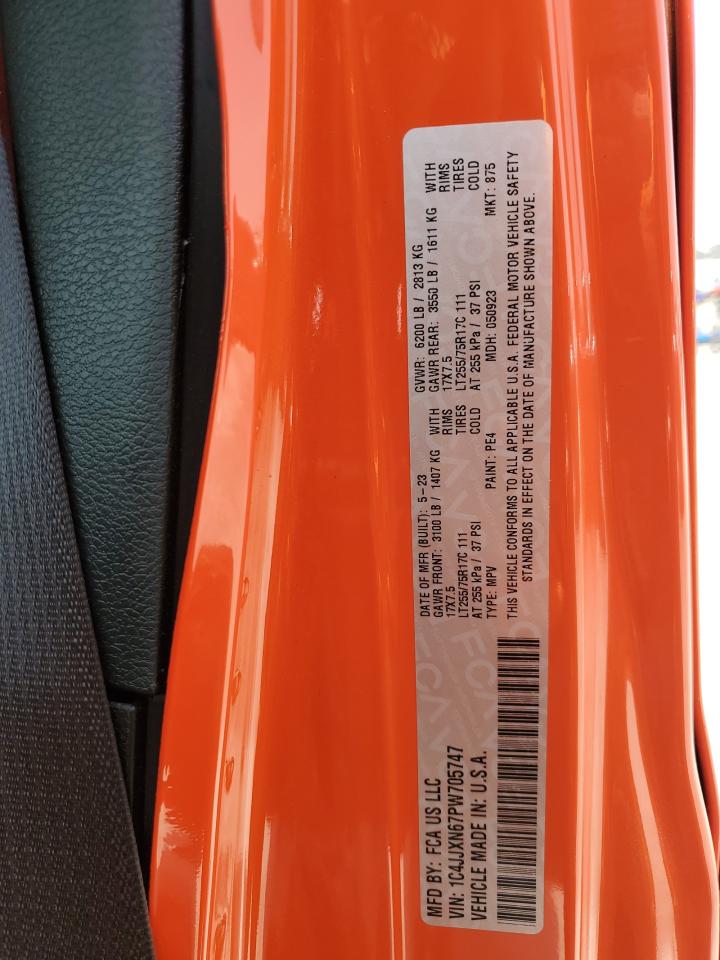 MFD BY: FCA US LLC
VIN: 1C4JJXN67PW705747
VEHICLE MADE IN: U.S.A.
DATE OF MFR (BUILT): 5-23 GVWR: 6200 LB / 2813 KG
GAWR FRONT: 3100 LB / 1407 KG WITH GAWR REAR: 3550 LB / 1611 KG WITH
17X7.5 RIMS 17X7.5 RIMS
LT255/75R17C 111 TIRES LT255/75R17C 111 TIRES
AT 255 kPa / 37 PSI COLD AT 255 kPa / 37 PSI COLD
TYPE: MPV PAINT: PE4 MDH: 050923 MKT: 875
THIS VEHICLE CONFORMS TO ALL APPLICABLE U.S.A. FEDERAL MOTOR VEHICLE SAFETY
STANDARDS IN EFFECT ON THE DATE OF MANUFACTURE SHOWN ABOVE.